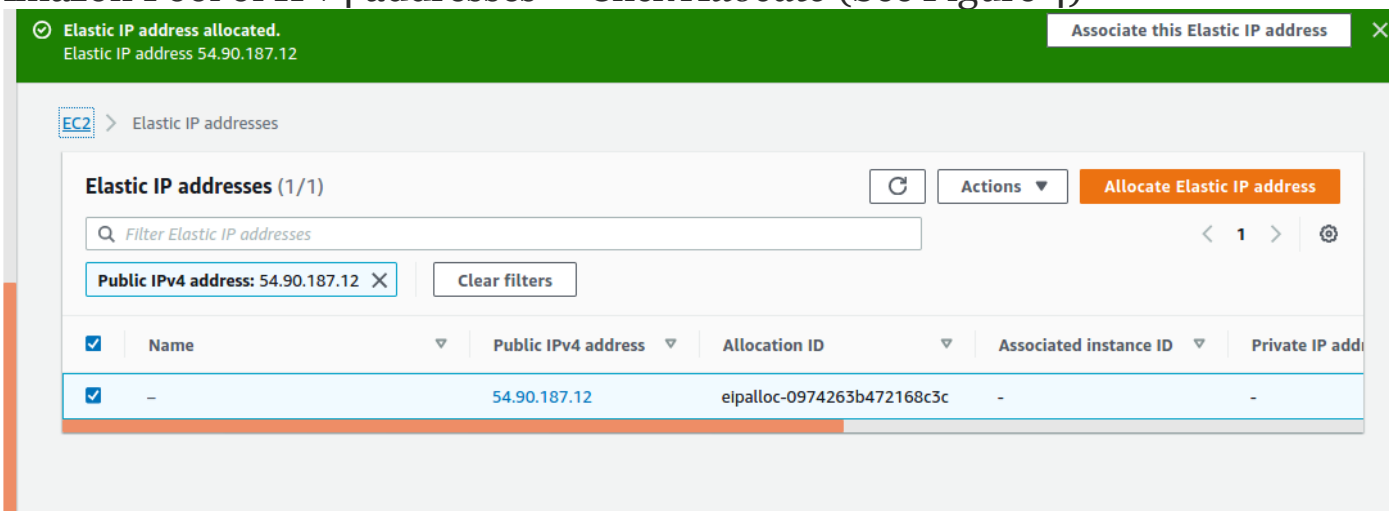 Elastic IP address allocated.
Elastic IP address 54.90.187.12
Associate this Elastic IP address
EC2 > Elastic IP addresses
Elastic IP addresses (1/1)
Actions
Allocate Elastic IP address
Filter Elastic IP addresses
1
Public IPv4 address: 54.90.187.12
Clear filters
Name Public IPv4 address Allocation ID Associated instance ID Private IP
– 54.90.187.12 eipalloc-0974263b472168c3c - -